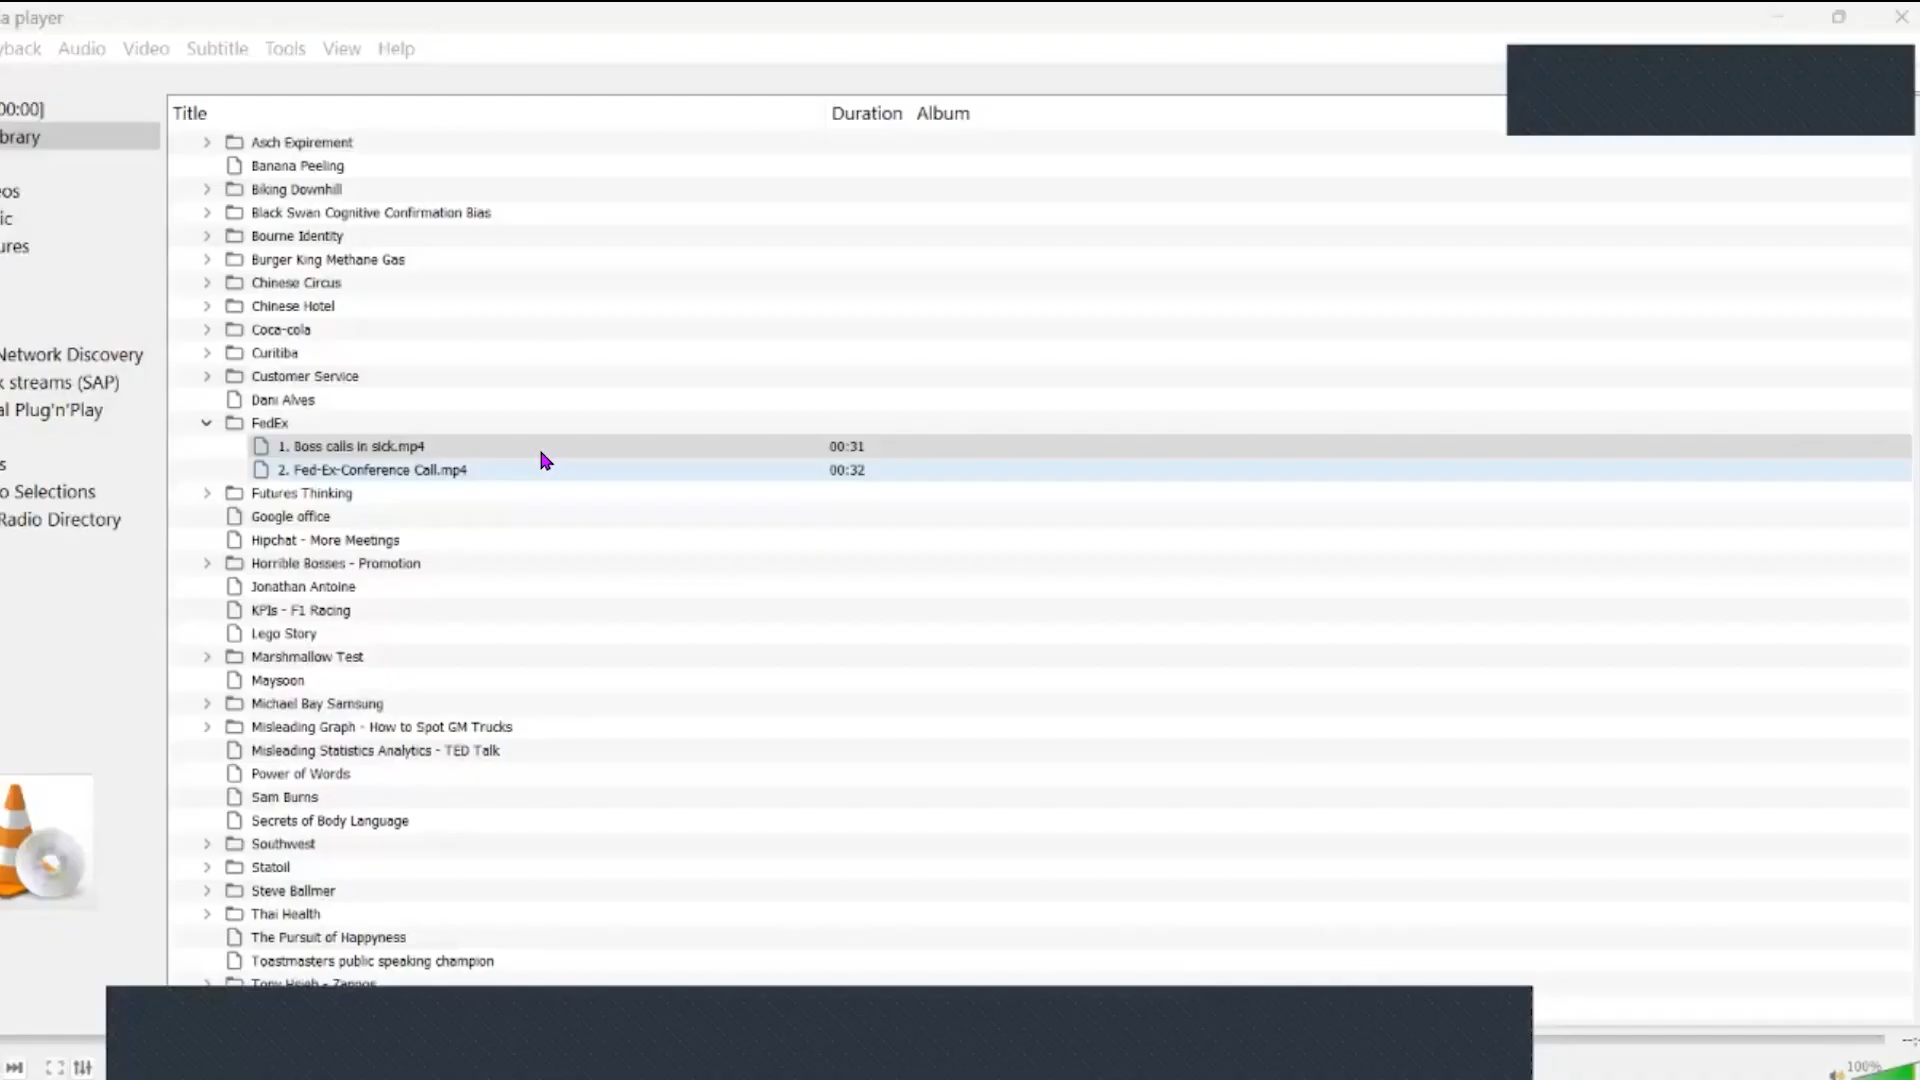 a player
yback Audio Video Subtitle Tools View Help
00:00]
brary
os
ic
ures
Network Discovery
k streams (SAP)
al Plug'n'Play
s
o Selections
Radio Directory
Title Duration Album
Asch Expirement
Banana Peeling
Biking Downhill
Black Swan Cognitive Confirmation Bias
Bourne Identity
Burger King Methane Gas
Chinese Circus
Chinese Hotel
Coca-cola
Curitiba
Customer Service
Dani Alves
FedEx
1. Boss calls in sick.mp4 00:31
2. Fed-Ex-Conference Call.mp4 00:32
Futures Thinking
Google office
Hipchat - More Meetings
Horrible Bosses - Promotion
Jonathan Antoine
KPIs - F1 Racing
Lego Story
Marshmallow Test
Maysoon
Michael Bay Samsung
Misleading Graph - How to Spot GM Trucks
Misleading Statistics Analytics - TED Talk
Power of Words
Sam Burns
Secrets of Body Language
Southwest
Statoil
Steve Ballmer
Thai Health
The Pursuit of Happyness
Toastmasters public speaking champion
Tony Hsieh - Zappos
--:
100%